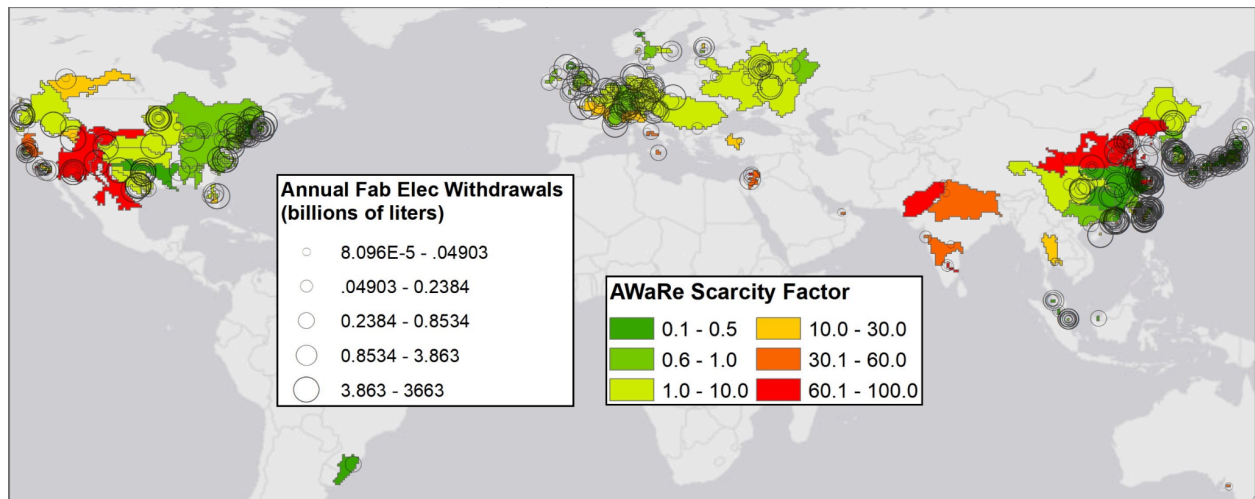 Annual Fab Elec Withdrawals
(billions of liters)
8.096E-5 - .04903
.04903 - 0.2384
0.2384 - 0.8534
0.8534 - 3.863
3.863 - 3663
AWaRe Scarcity Factor
0.1 - 0.5
10.0 - 30.0
0.6 - 1.0
30.1 - 60.0
1.0 - 10.0
60.1 - 100.0